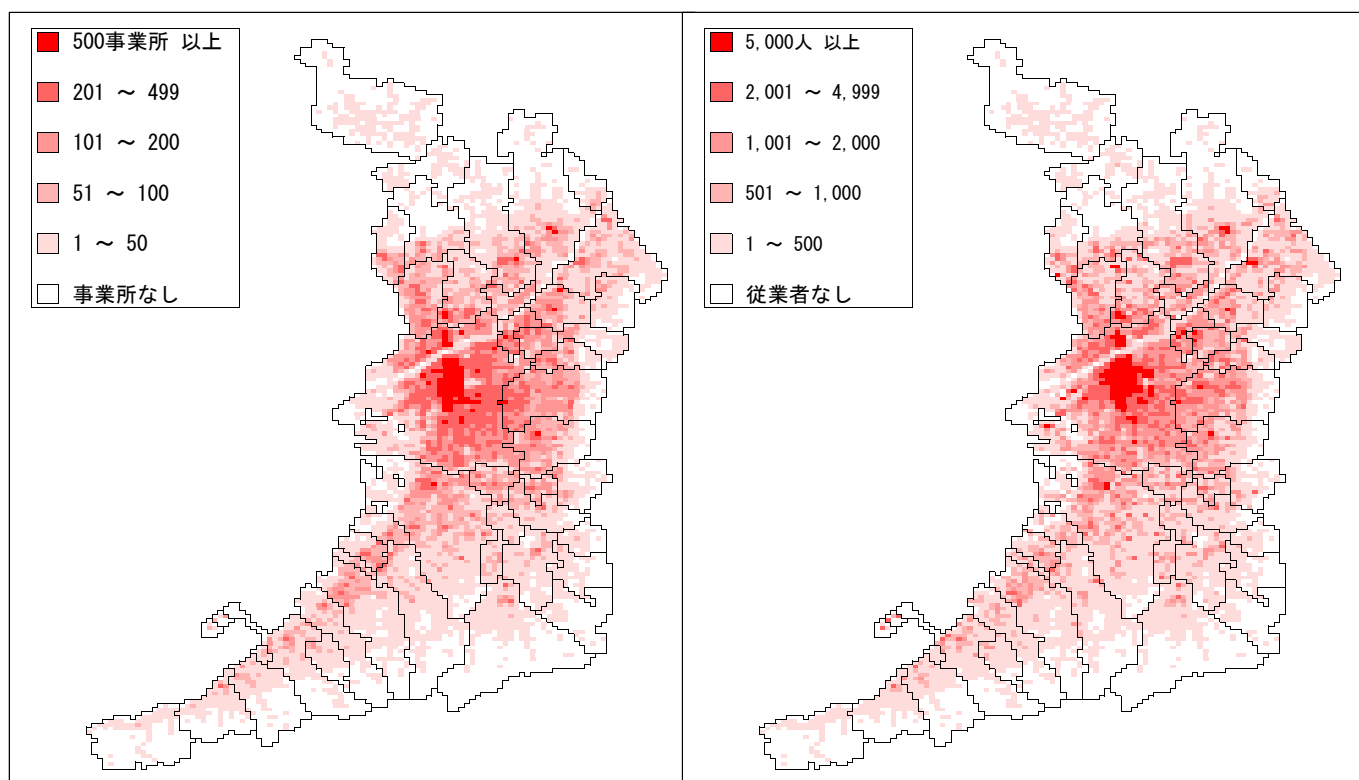 500事業所 以上
201 ～ 499
101 ～ 200
51 ～ 100
1 ～ 50
事業所なし
5,000人 以上
2,001 ～ 4,999
1,001 ～ 2,000
501 ～ 1,000
1 ～ 500
従業者なし